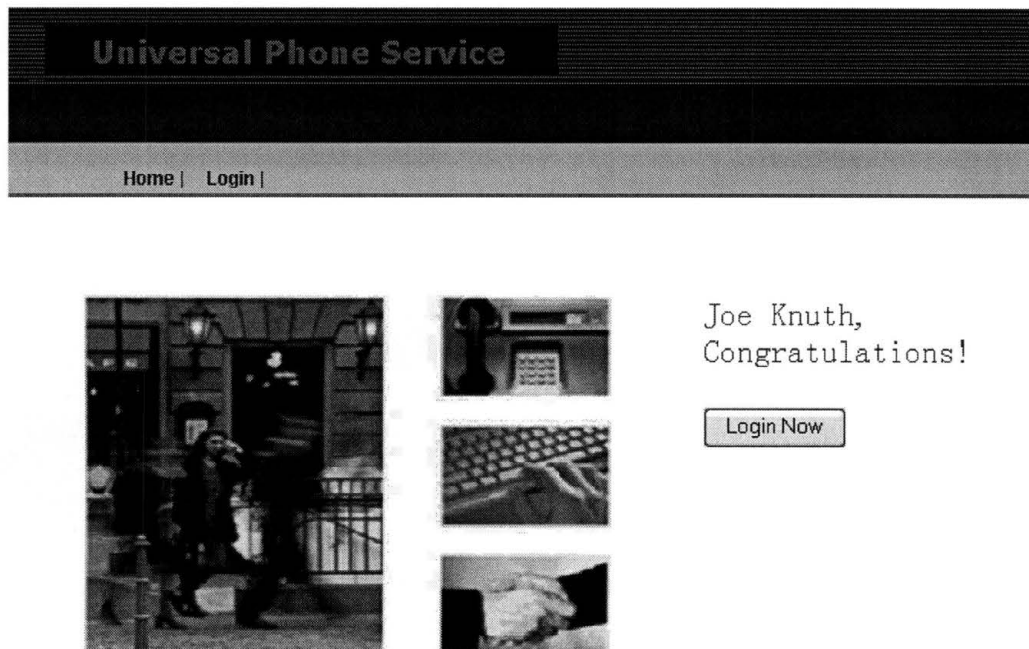 Universal Phone Service
Home | Login |
Joe Knuth,
Congratulations!
Login Now